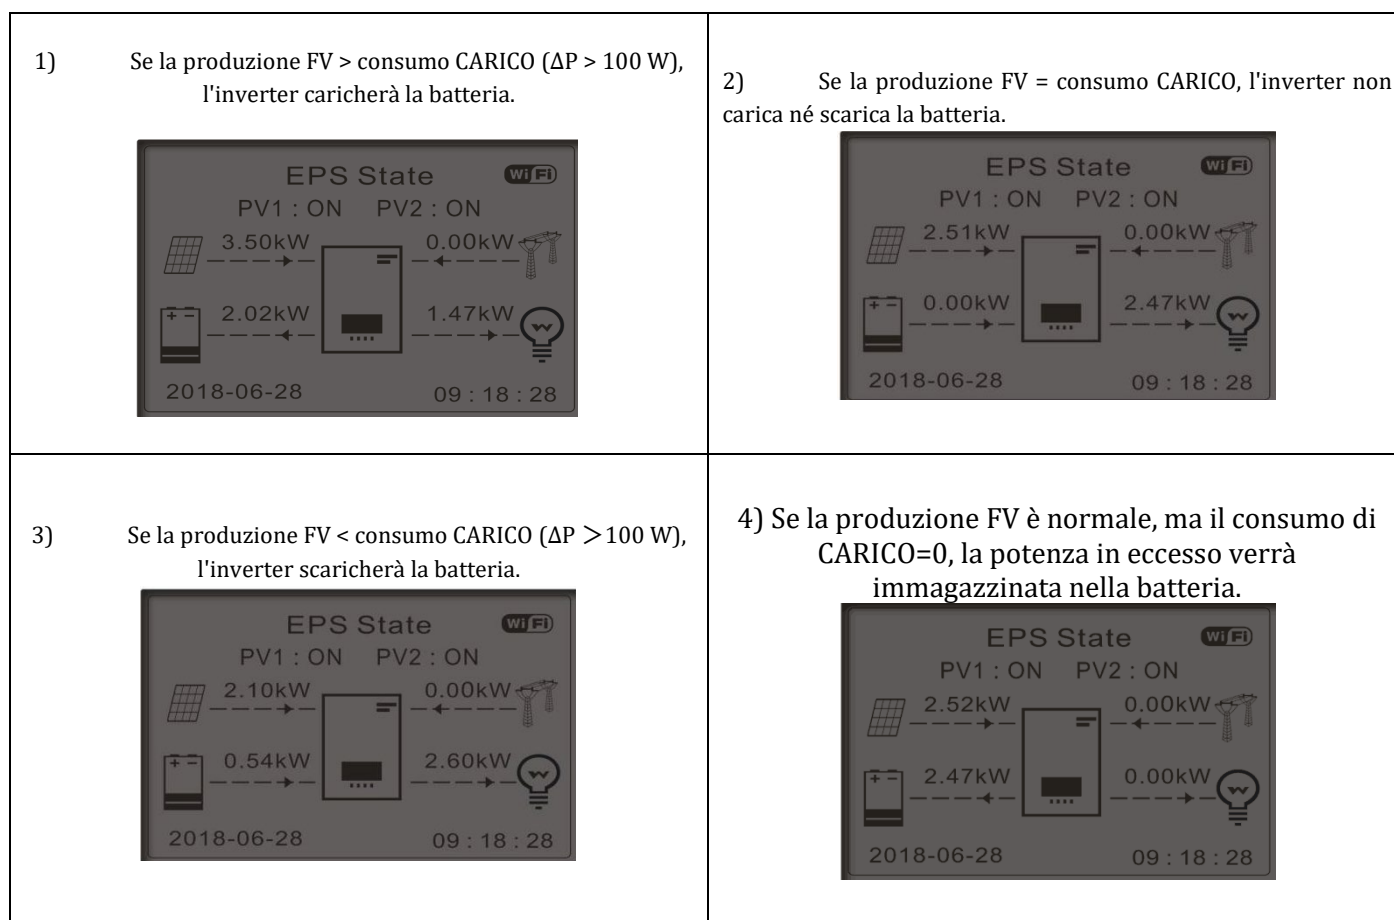 1) Se la produzione FV > consumo CARICO (ΔP > 100 W),
l'inverter caricherà la batteria.
EPS State WiFi
PV1 : ON PV2 : ON
3.50kW 0.00kW
2.02kW 1.47kW
2018-06-28 09 : 18 : 28
2) Se la produzione FV = consumo CARICO, l'inverter non
carica né scarica la batteria.
EPS State WiFi
PV1 : ON PV2 : ON
2.51kW 0.00kW
0.00kW 2.47kW
2018-06-28 09 : 18 : 28
3) Se la produzione FV < consumo CARICO (ΔP >100 W),
l'inverter scaricherà la batteria.
EPS State WiFi
PV1 : ON PV2 : ON
2.10kW 0.00kW
0.54kW 2.60kW
2018-06-28 09 : 18 : 28
4) Se la produzione FV è normale, ma il consumo di
CARICO=0, la potenza in eccesso verrà
immagazzinata nella batteria.
EPS State WiFi
PV1 : ON PV2 : ON
2.52kW 0.00kW
2.47kW 0.00kW
2018-06-28 09 : 18 : 28